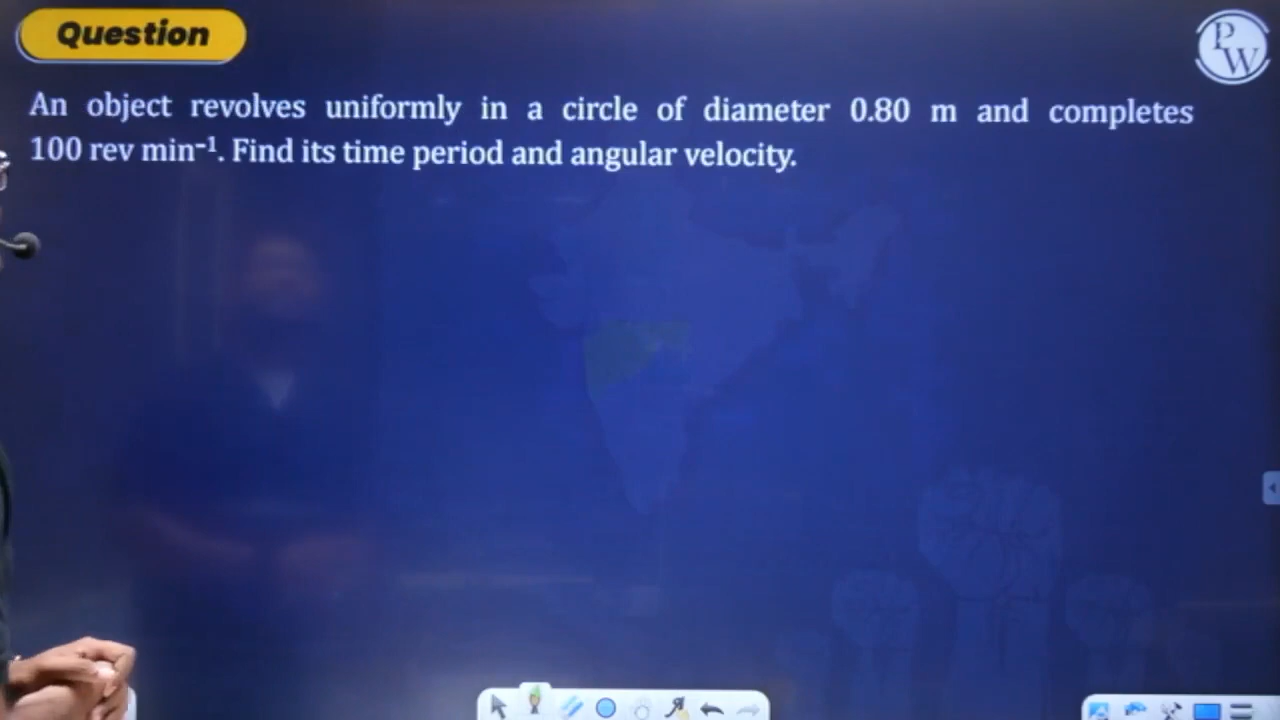 Question
PW
An object revolves uniformly in a circle of diameter 0.80 m and completes
100 rev min⁻¹. Find its time period and angular velocity.